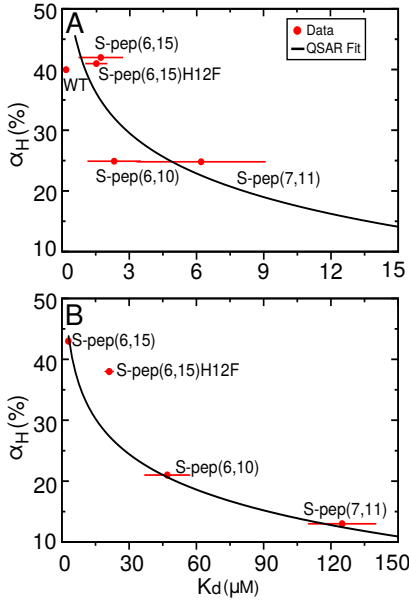 A
S-pep(6,15)
Data
QSAR Fit
S-pep(6,15)H12F
WT
S-pep(6,10)
S-pep(7,11)
αH(%)
50
40
30
20
10
0 3 6 9 12 15
B
S-pep(6,15)
S-pep(6,15)H12F
S-pep(6,10)
S-pep(7,11)
αH(%)
50
40
30
20
10
0 30 60 90 120 150
Kd(μM)